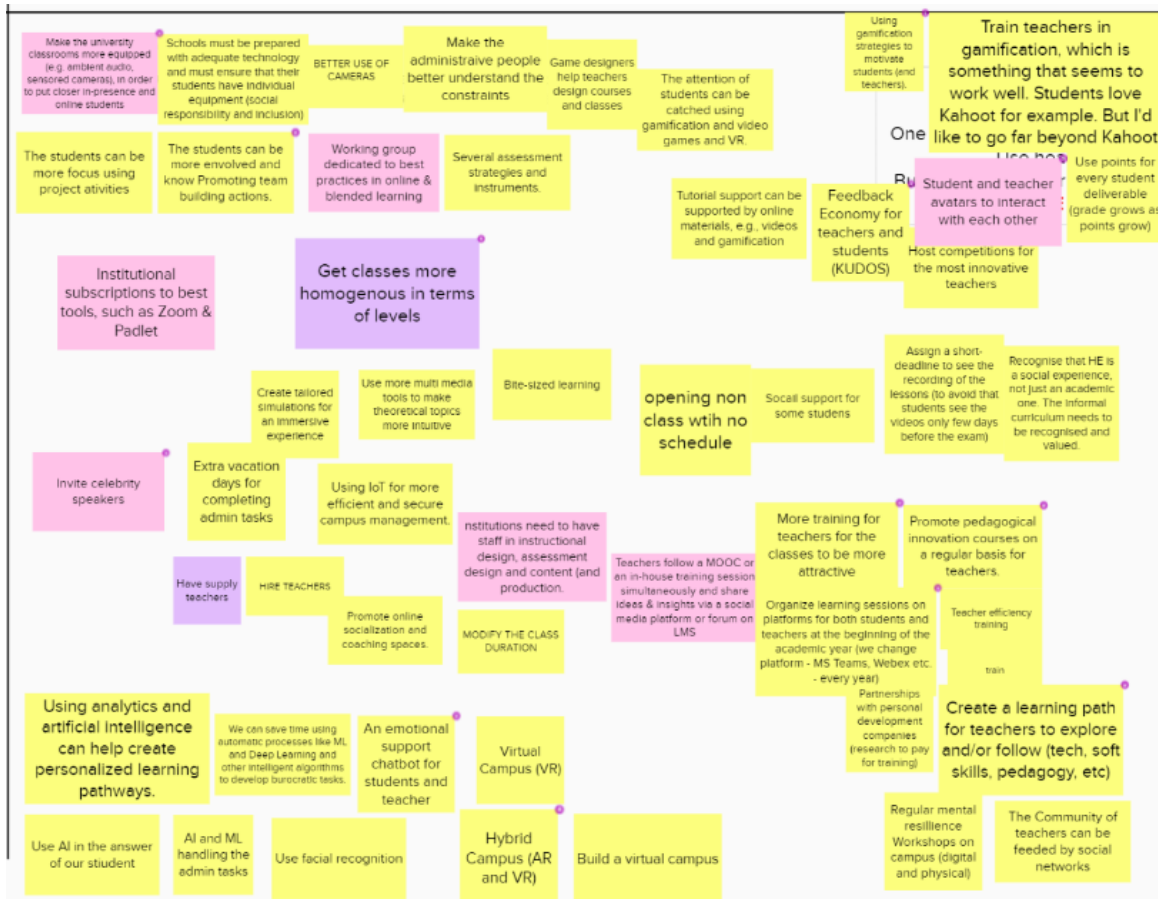 Make the university
classrooms more equipped
(e.g. ambient audio,
sensored cameras), in order
to put closer in-presence and
online students
Schools must be prepared
with adequate technology
and must ensure that their
students have individual
equipment (social
responsibility and inclusion)
BETTER USE OF
CAMERAS
Make the
administraive people
better understand the
constraints
Game designers
help teachers
design courses
and classes
The attention of
students can be
catched using
gamification and video
games and VR.
Using
gamification
strategies to
motivate
students (and
teachers).
Train teachers in
gamification, which is
something that seems to
work well. Students love
Kahoot for example. But I'd
like to go far beyond Kahoot
One
The students can be
more focus using
project ativities
The students can be
more envolved and
know Promoting team
building actions.
Working group
dedicated to best
practices in online &
blended learning
Several assessment
strategies and
instruments.
Tutorial support can be
supported by online
materials, e.g., videos
and gamification
Feedback
Economy for
teachers and
students
(KUDOS)
Student and teacher
avatars to interact
with each other
Use points for
every student
deliverable
(grade grows as
points grow)
Host competitions for
the most innovative
teachers
Institutional
subscriptions to best
tools, such as Zoom &
Padlet
Get classes more
homogenous in terms
of levels
Create tailored
simulations for
an immersive
experience
Use more multi media
tools to make
theoretical topics
more intuitive
Bite-sized learning
opening non
class wtih no
schedule
Socail support for
some studens
Assign a short-
deadline to see the
recording of the
lessons (to avoid that
students see the
videos only few days
before the exam)
Recognise that HE is
a social experience,
not just an academic
one. The informal
curriculum needs to
be recognised and
valued.
Invite celebrity
speakers
Extra vacation
days for
completing
admin tasks
Using IoT for more
efficient and secure
campus management.
nstitutions need to have
staff in instructional
design, assessment
design and content (and
production.
Teachers follow a MOOC or
an in-house training session
simultaneously and share
ideas & insights via a social
media platform or forum on
LMS
More training for
teachers for the
classes to be more
attractive
Promote pedagogical
innovation courses on
a regular basis for
teachers.
Have supply
teachers
HIRE TEACHERS
Promote online
socialization and
coaching spaces.
MODIFY THE CLASS
DURATION
Organize learning sessions on
platforms for both students and
teachers at the beginning of the
academic year (we change
platform - MS Teams, Webex etc.
- every year)
Teacher efficiency
training
train
Partnerships
with personal
development
companies
(research to pay
for training)
Create a learning path
for teachers to explore
and/or follow (tech, soft
skills, pedagogy, etc)
Using analytics and
artificial intelligence
can help create
personalized learning
pathways.
We can save time using
automatic processes like ML
and Deep Learning and
other intelligent algorithms
to develop burocratic tasks.
An emotional
support
chatbot for
students and
teacher
Virtual
Campus (VR)
Use AI in the answer
of our stiudent
AI and ML
handling the
admin tasks
Use facial recognition
Hybrid
Campus (AR
and VR)
Build a virtual campus
Regular mental
resillience
Workshops on
campus (digital
and physical)
The Community of
teachers can be
feeded by social
networks